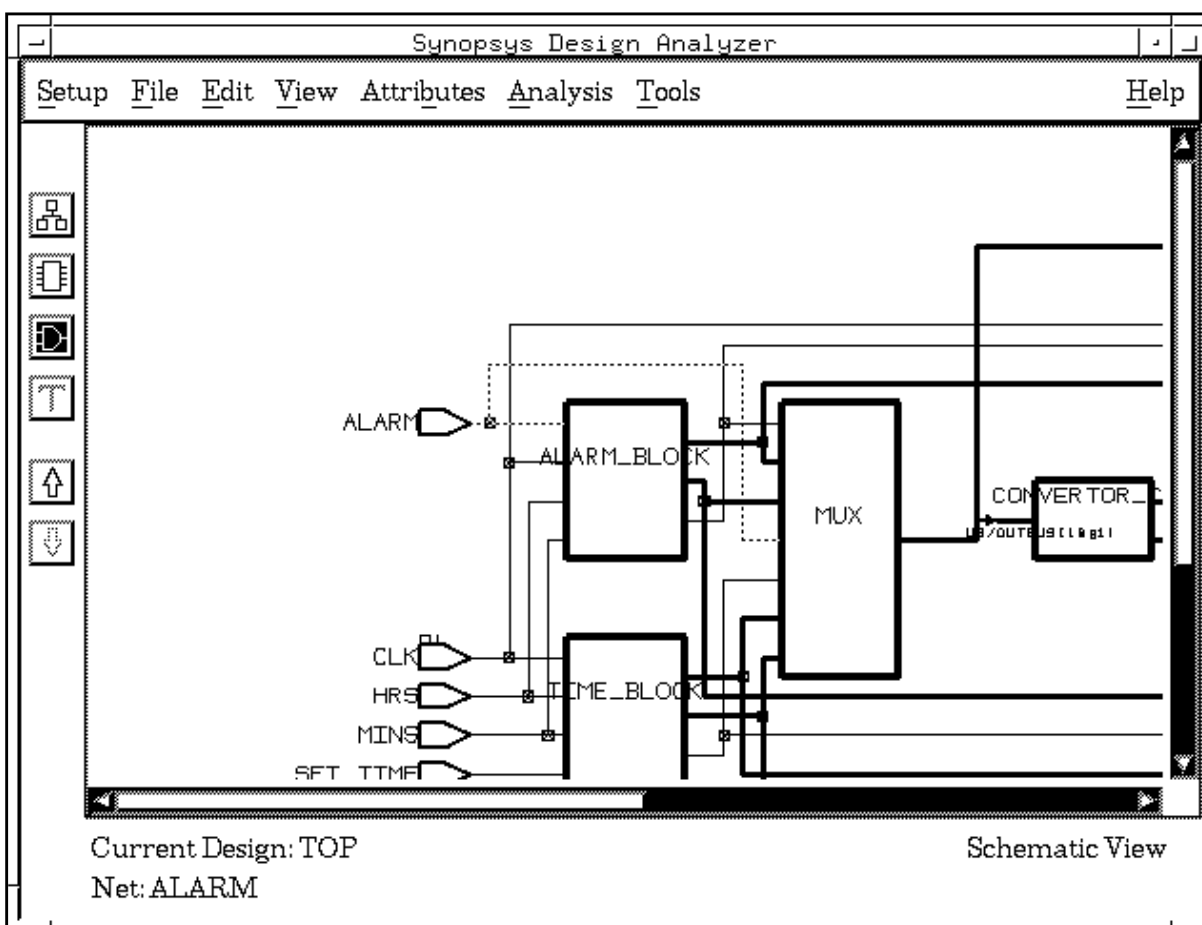 Synopsys Design Analyzer
Setup File Edit View Attributes Analysis Tools Help
ALARM
ALARM_BLOCK
MUX
CONVERTOR_C
CLK
HRS
TIME_BLOCK
MINS
Current Design: TOP Schematic View
Net: ALARM